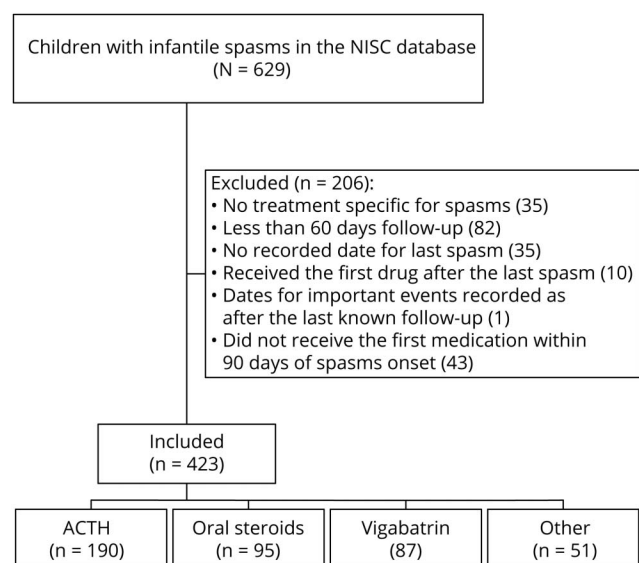 Children with infantile spasms in the NISC database
(N = 629)
Excluded (n = 206):
• No treatment specific for spasms (35)
• Less than 60 days follow-up (82)
• No recorded date for last spasm (35)
• Received the first drug after the last spasm (10)
• Dates for important events recorded as
after the last known follow-up (1)
• Did not receive the first medication within
90 days of spasms onset (43)
Included
(n = 423)
ACTH
(n = 190)
Oral steroids
(n = 95)
Vigabatrin
(87)
Other
(n = 51)